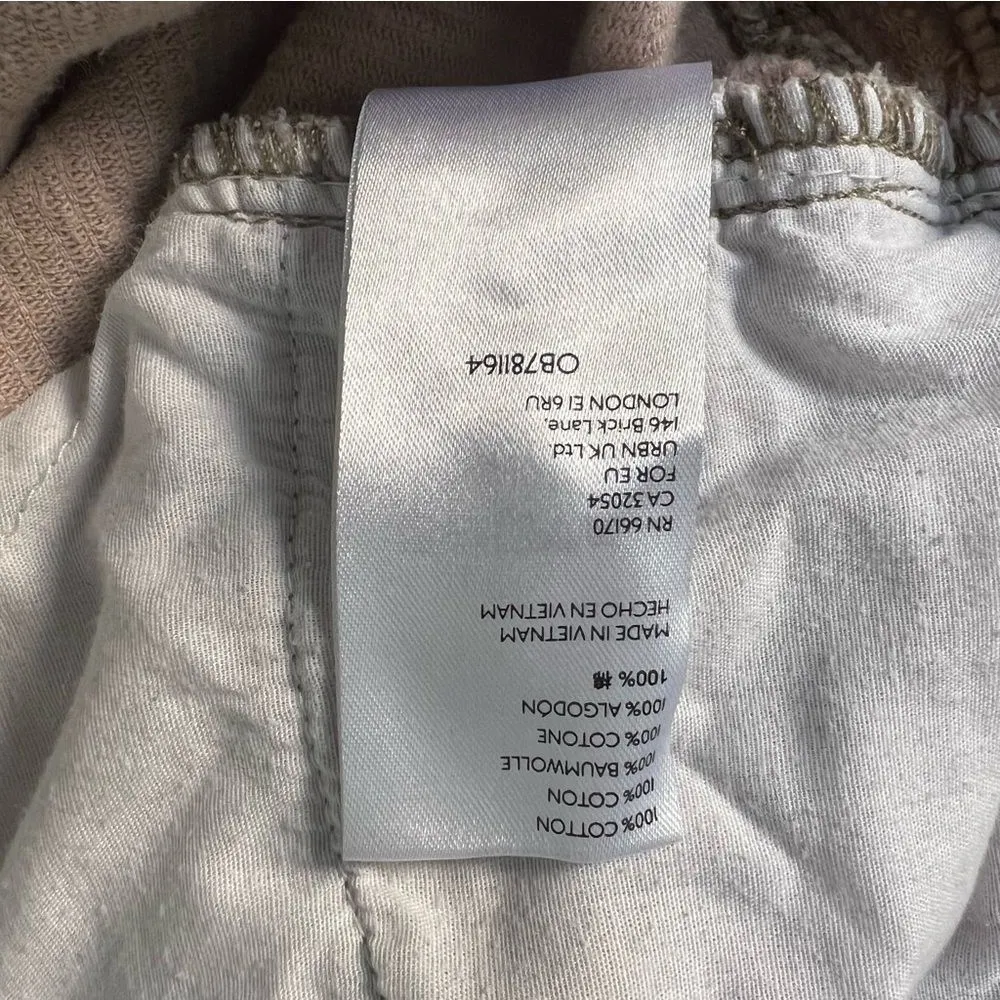 100% COTTON
100% COTON
100% BAUMWOLLE
100% COTONE
100% ALGODÓN
100% 棉
MADE IN VIETNAM
HECHO EN VIETNAM
RN 66170
CA 32054
FOR EU
URBN UK Ltd
146 Brick Lane,
LONDON E1 6RU
OB781164